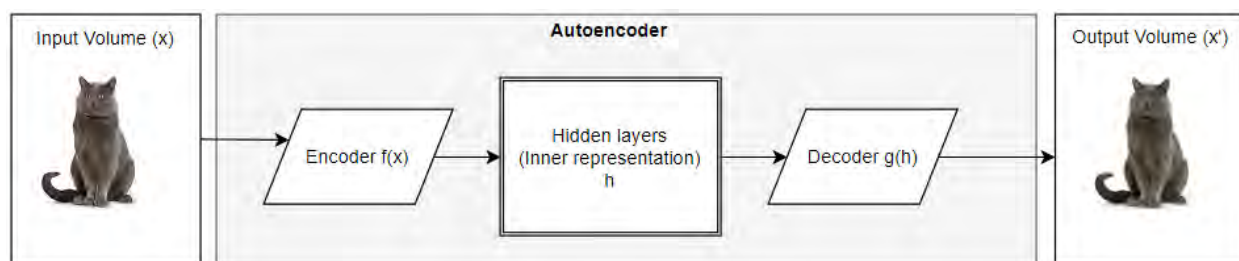 Input Volume (x)
Autoencoder
Encoder f(x)
Hidden layers
(Inner representation)
h
Decoder g(h)
Output Volume (x')